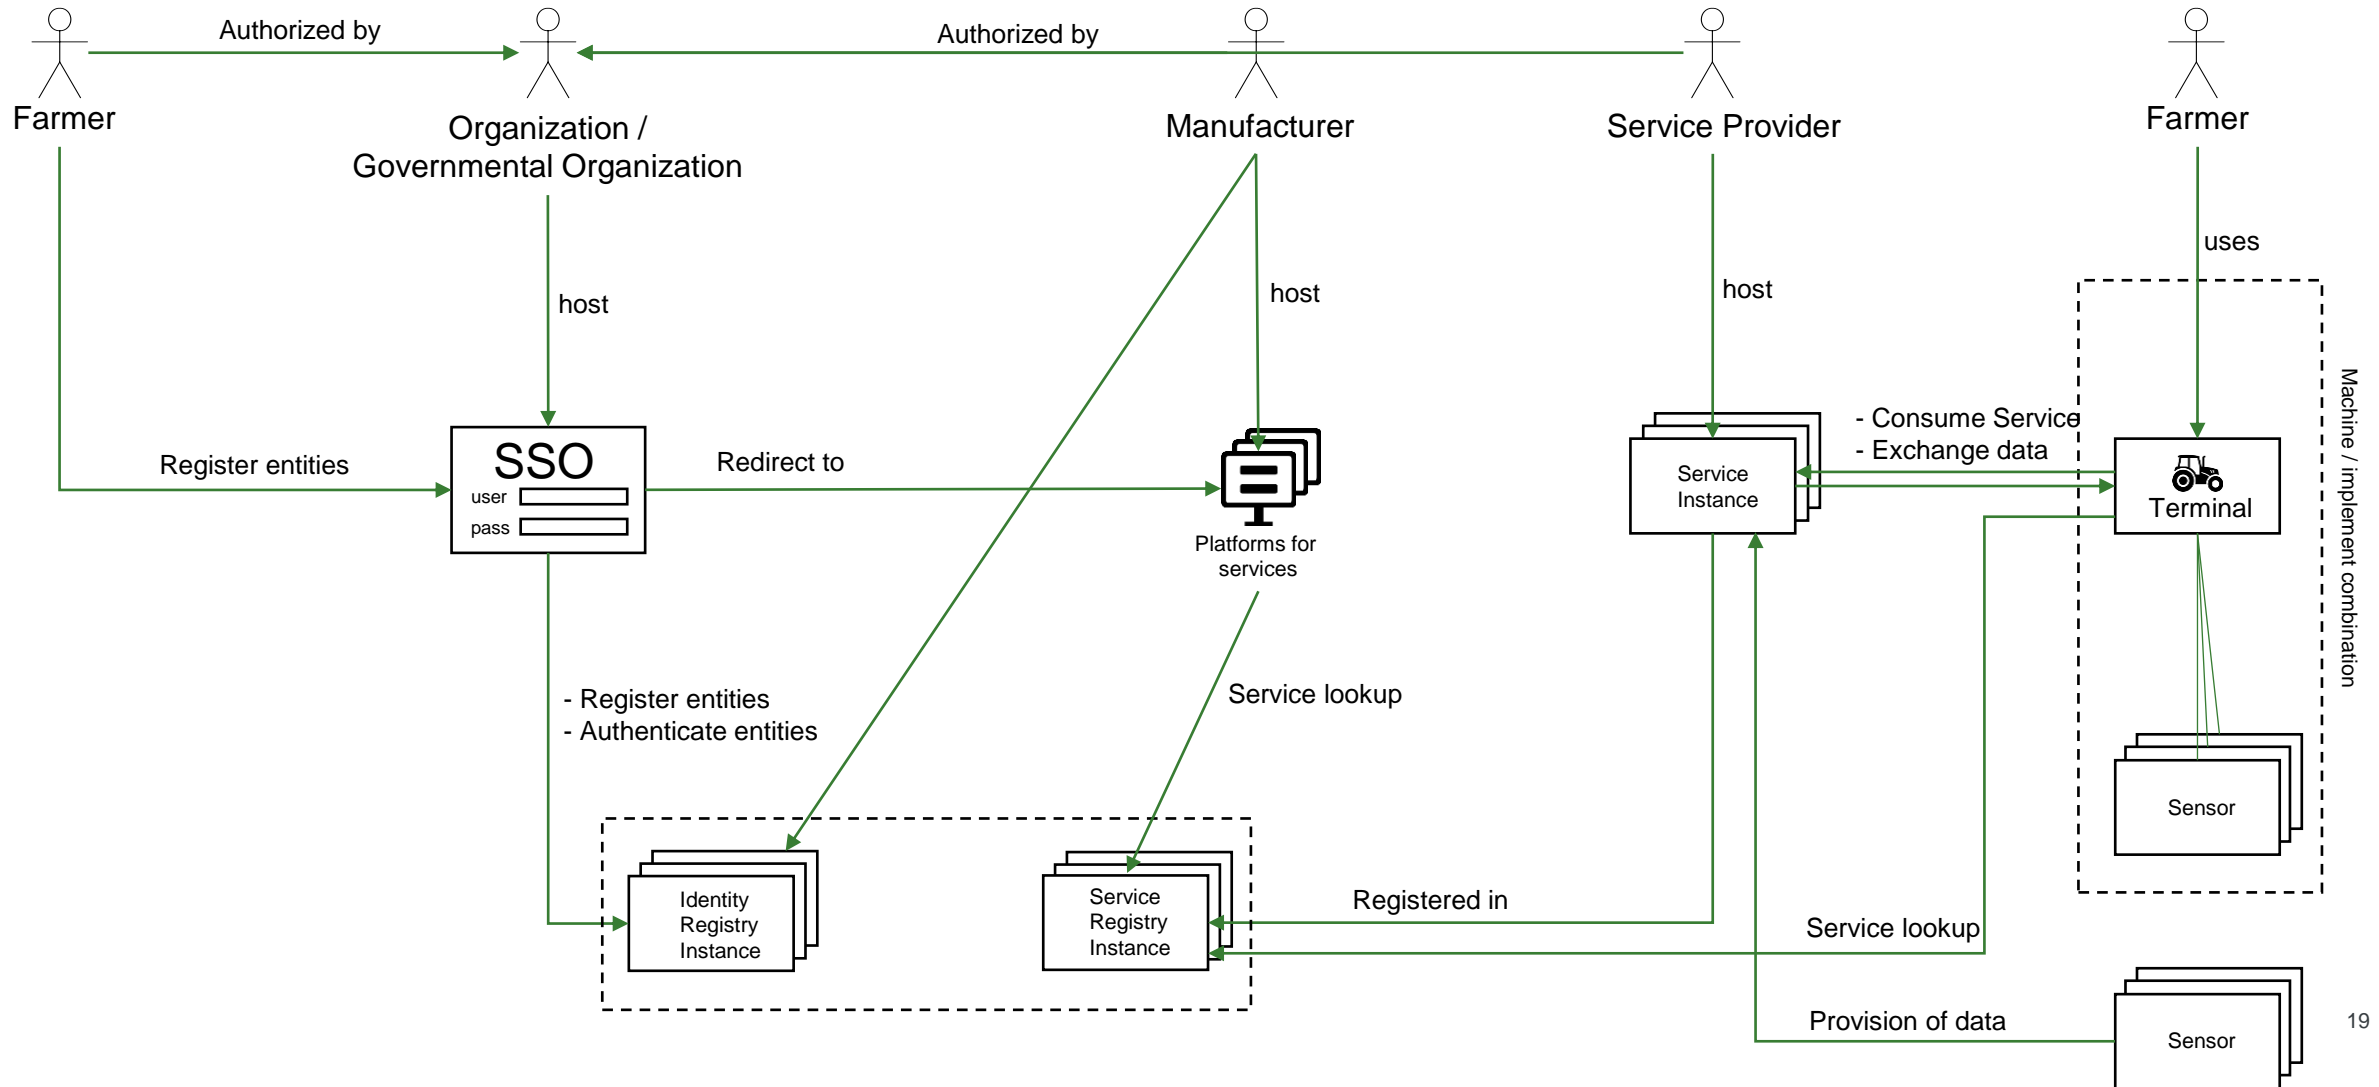 Authorized by
Authorized by
Farmer
Organization /
Governmental Organization
Manufacturer
Service Provider
Farmer
uses
host
host
host
Machine / implement combination
- Consume Service
- Exchange data
Register entities
SSO
user
pass
Redirect to
Platforms for
services
Service
Instance
Terminal
- Register entities
- Authenticate entities
Service lookup
Sensor
Identity
Registry
Instance
Service
Registry
Instance
Registered in
Service lookup
Provision of data
Sensor
19